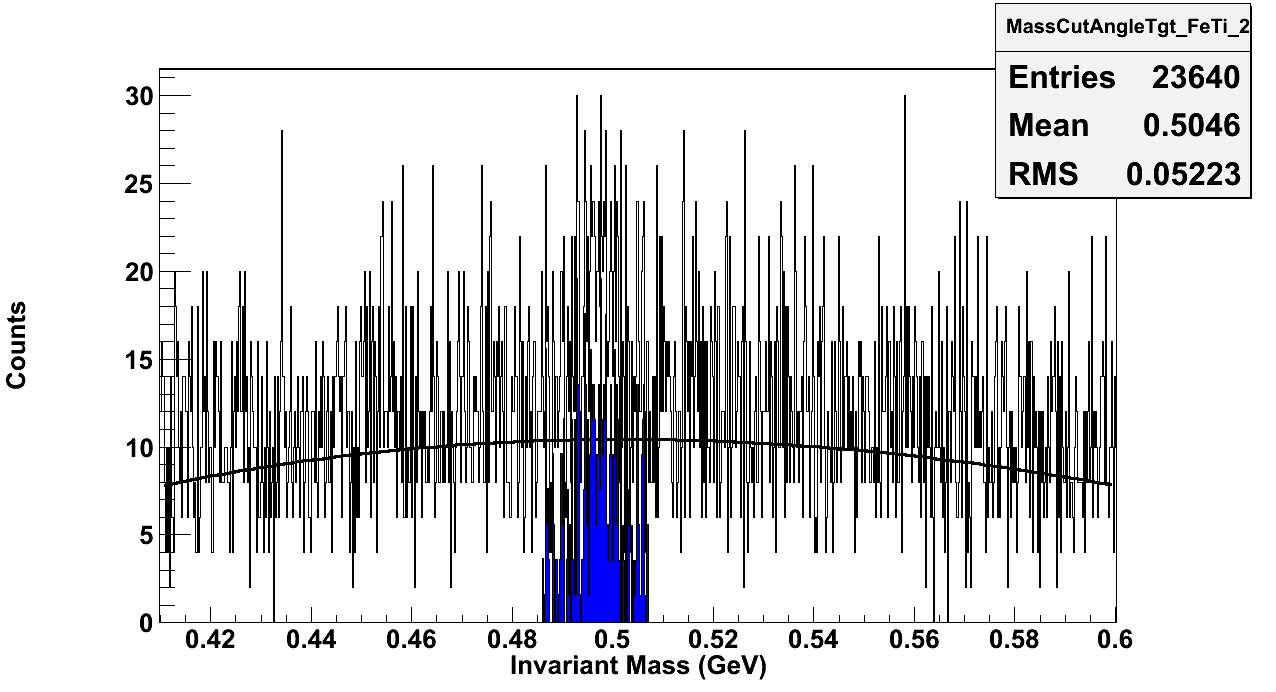 MassCutAngleTgt_FeTi_2
Entries 23640
Mean 0.5046
RMS 0.05223
30
25
20
15
10
5
0
Counts
0.42 0.44 0.46 0.48 0.5 0.52 0.54 0.56 0.58 0.6
Invariant Mass (GeV)